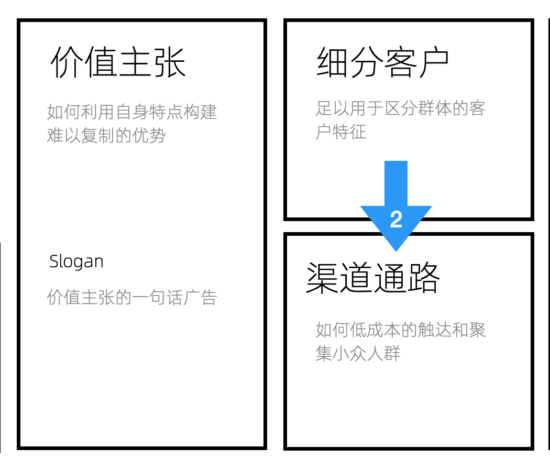 价值主张
如何利用自身特点构建
难以复制的优势
Slogan
价值主张的一句话广告
细分客户
足以用于区分群体的客
户特征
2
渠道通路
如何低成本的触达和聚
集小众人群